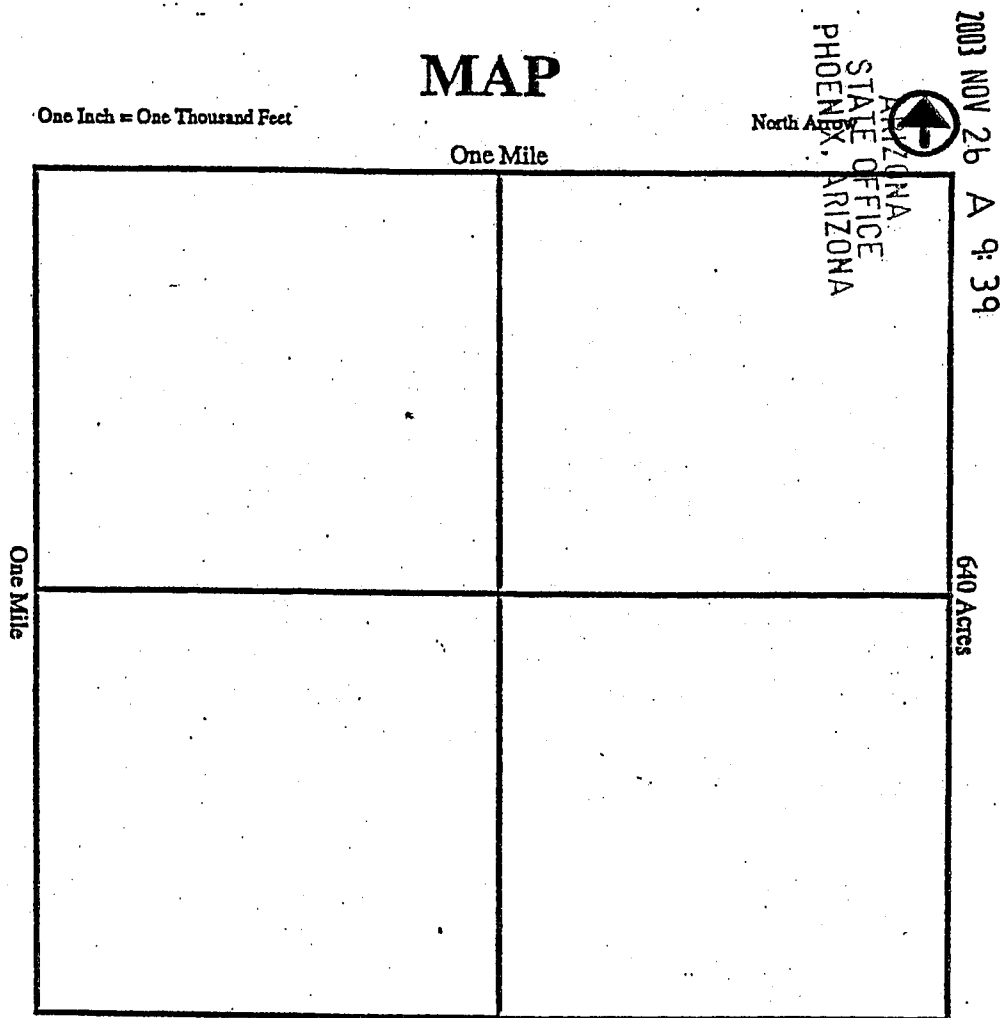 MAP
One Inch = One Thousand Feet
North Arrow
One Mile
One Mile
640 Acres
2003 NOV 26 A 9: 39
ARIZONA
STATE OFFICE
PHOENIX, ARIZONA